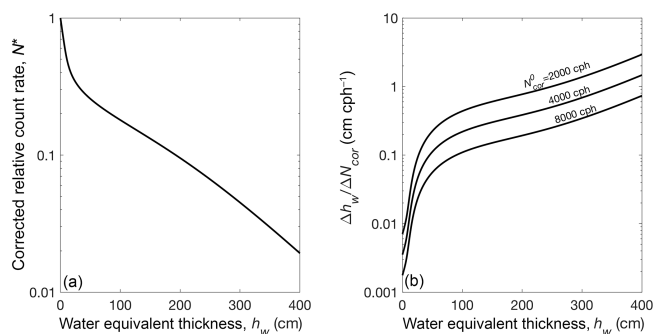 Corrected relative count rate, N*
1
0.1
0.01
(a)
0 100 200 300 400
Water equivalent thickness, h_w (cm)
Δh_w/ΔN_cor (cm cph⁻¹)
10
1
0.1
0.01
0.001
N⁰_cor=2000 cph
4000 cph
8000 cph
(b)
0 100 200 300 400
Water equivalent thickness, h_w (cm)